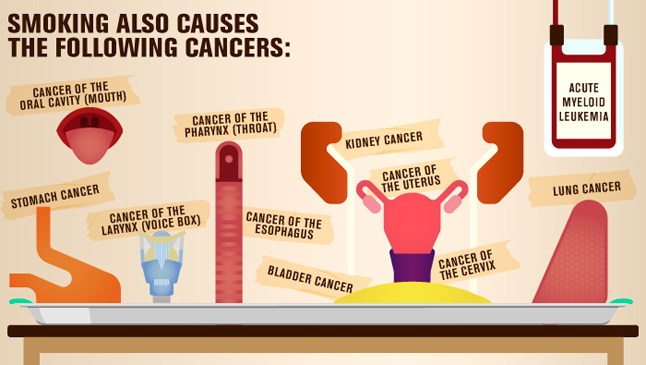 SMOKING ALSO CAUSES
THE FOLLOWING CANCERS:
CANCER OF THE
ORAL CAVITY (MOUTH)
CANCER OF THE
PHARYNX (THROAT)
KIDNEY CANCER
ACUTE
MYELOID
LEUKEMIA
STOMACH CANCER
CANCER OF THE
LARYNX (VOICE BOX)
CANCER OF THE
ESOPHAGUS
CANCER OF
THE UTERUS
LUNG CANCER
BLADDER CANCER
CANCER OF
THE CERVIX